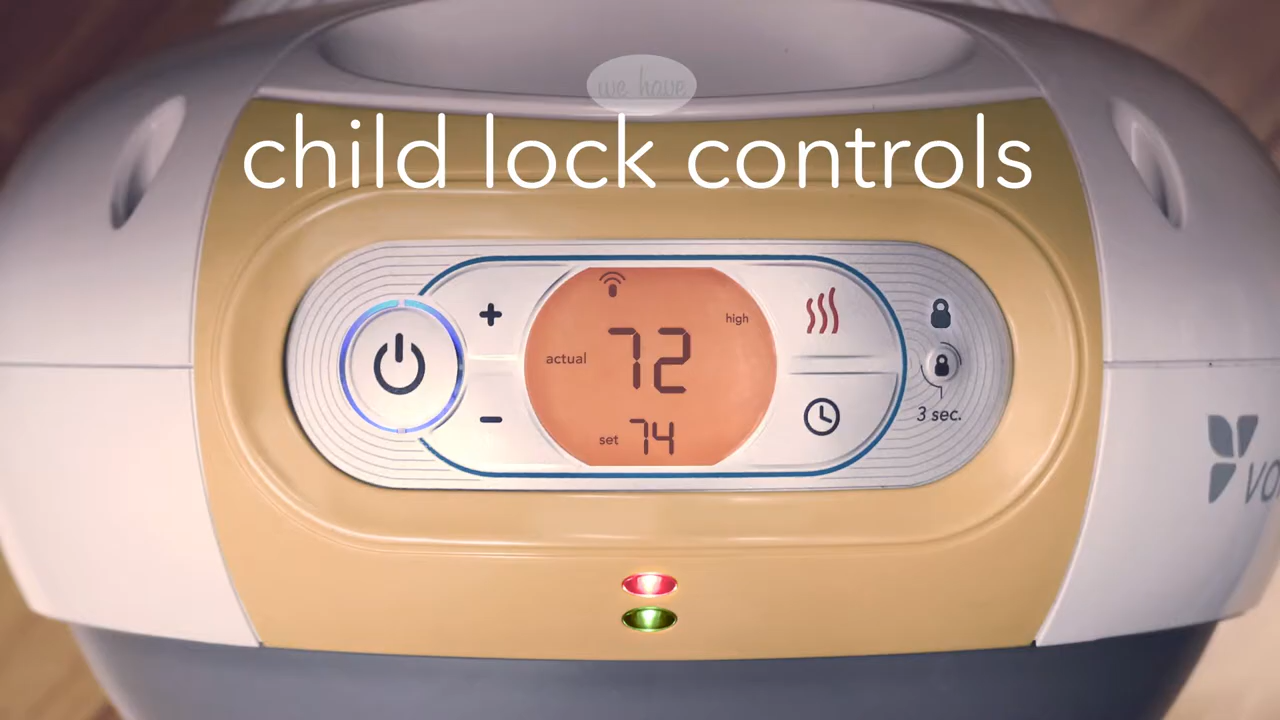 we have
child lock controls
high
actual 72
set 74
3 sec.